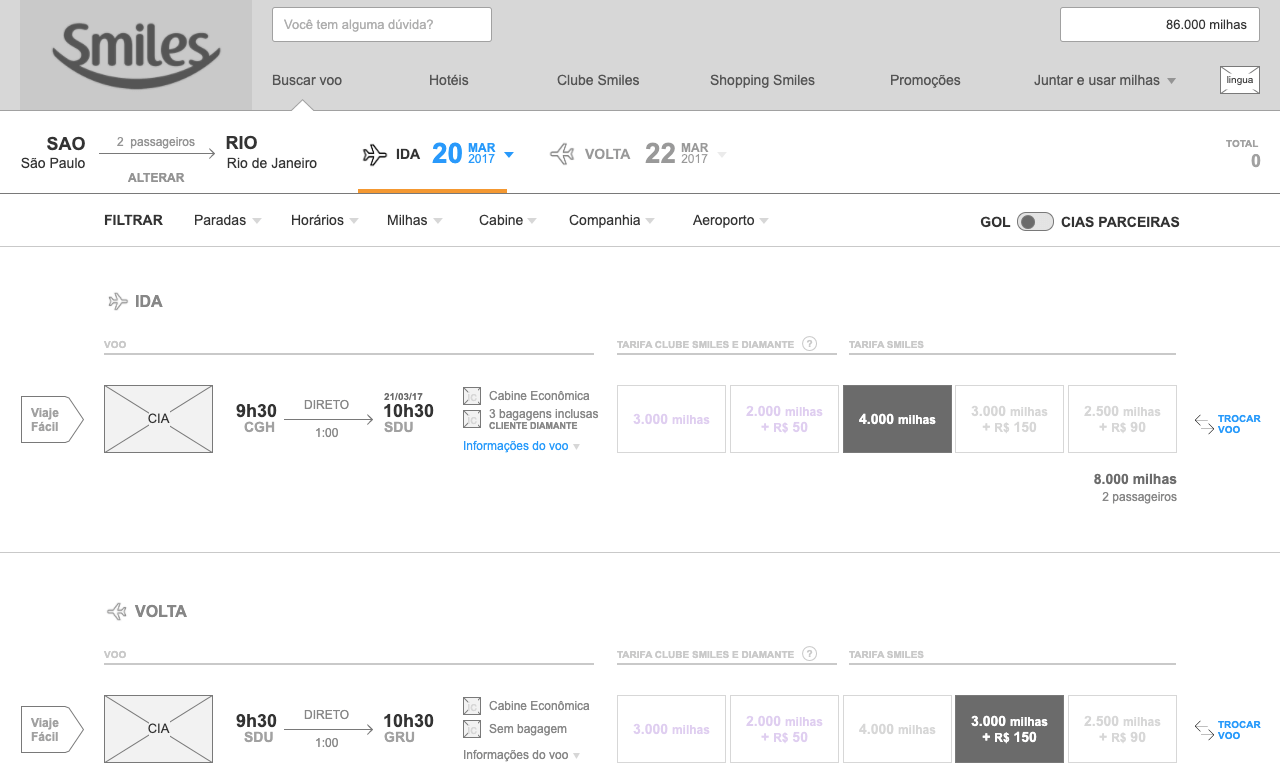 Smiles
Você tem alguma dúvida?
86.000 milhas
Buscar voo
Hotéis
Clube Smiles
Shopping Smiles
Promoções
Juntar e usar milhas
lingua
SAO
São Paulo
2 passageiros
ALTERAR
RIO
Rio de Janeiro
IDA
20
MAR
2017
VOLTA
22
MAR
2017
TOTAL
0
FILTRAR
Paradas
Horários
Milhas
Cabine
Companhia
Aeroporto
GOL
CIAS PARCEIRAS
IDA
VOO
TARIFA CLUBE SMILES E DIAMANTE ?
TARIFA SMILES
Viaje
Fácil
CIA
9h30
CGH
DIRETO
1:00
21/03/17
10h30
SDU
Cabine Econômica
3 bagagens inclusas
CLIENTE DIAMANTE
Informações do voo
3.000 milhas
2.000 milhas
+ R$ 50
4.000 milhas
3.000 milhas
+ R$ 150
2.500 milhas
+ R$ 90
TROCAR
VOO
8.000 milhas
2 passageiros
VOLTA
VOO
TARIFA CLUBE SMILES E DIAMANTE ?
TARIFA SMILES
Viaje
Fácil
CIA
9h30
SDU
DIRETO
1:00
10h30
GRU
Cabine Econômica
Sem bagagem
Informações do voo
3.000 milhas
2.000 milhas
+ R$ 50
4.000 milhas
3.000 milhas
+ R$ 150
2.500 milhas
+ R$ 90
TROCAR
VOO